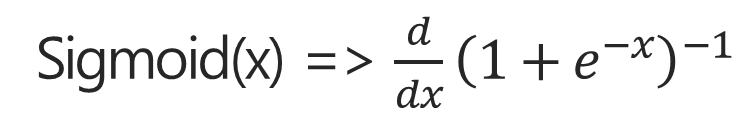 Sigmoid(x) => d/dx (1 + e^{-x})^{-1}